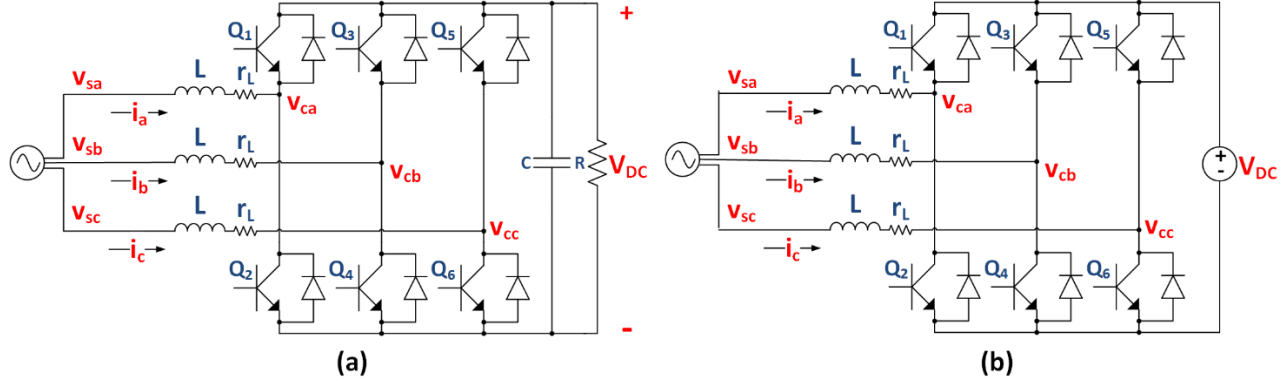 Q1 Q3 Q5 +
vsa L rL
ia vca
vsb L rL
ib vcb C R VDC
vsc L rL
ic vcc
Q2 Q4 Q6 -
(a)
Q1 Q3 Q5
vsa L rL
ia vca
vsb L rL
ib vcb + - VDC
vsc L rL
ic vcc
Q2 Q4 Q6
(b)